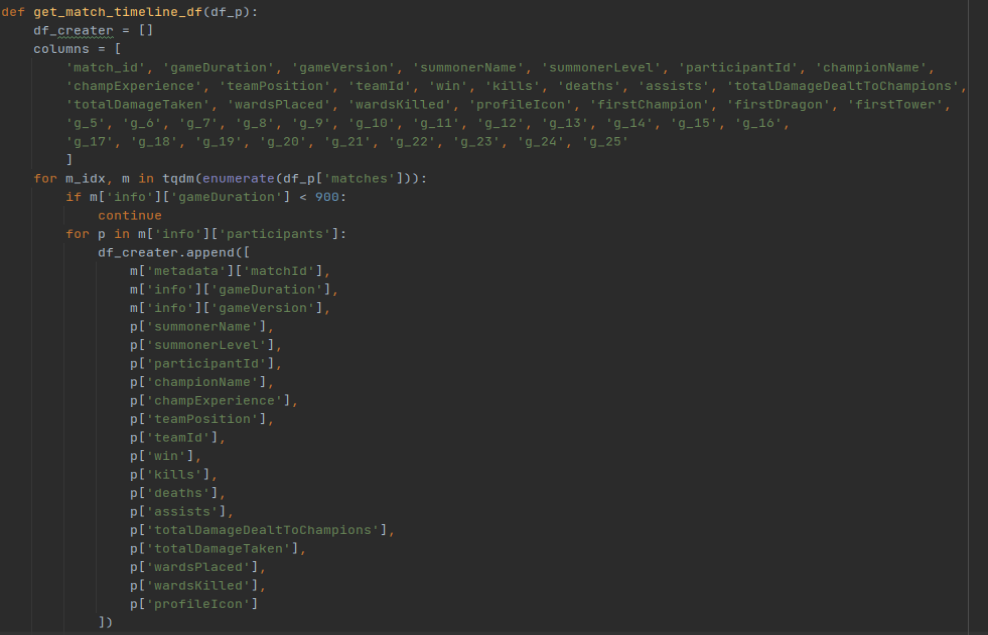 def get_match_timeline_df(df_p):
    df_creater = []
    columns = [
        'match_id', 'gameDuration', 'gameVersion', 'summonerName', 'summonerLevel', 'participantId', 'championName',
        'champExperience', 'teamPosition', 'teamId', 'win', 'kills', 'deaths', 'assists', 'totalDamageDealtToChampions',
        'totalDamageTaken', 'wardsPlaced', 'wardsKilled', 'profileIcon', 'firstChampion', 'firstDragon', 'firstTower',
        'g_5', 'g_6', 'g_7', 'g_8', 'g_9', 'g_10', 'g_11', 'g_12', 'g_13', 'g_14', 'g_15', 'g_16',
        'g_17', 'g_18', 'g_19', 'g_20', 'g_21', 'g_22', 'g_23', 'g_24', 'g_25'
        ]
    for m_idx, m in tqdm(enumerate(df_p['matches'])):
        if m['info']['gameDuration'] < 900:
            continue
        for p in m['info']['participants']:
            df_creater.append([
                m['metadata']['matchId'],
                m['info']['gameDuration'],
                m['info']['gameVersion'],
                p['summonerName'],
                p['summonerLevel'],
                p['participantId'],
                p['championName'],
                p['champExperience'],
                p['teamPosition'],
                p['teamId'],
                p['win'],
                p['kills'],
                p['deaths'],
                p['assists'],
                p['totalDamageDealtToChampions'],
                p['totalDamageTaken'],
                p['wardsPlaced'],
                p['wardsKilled'],
                p['profileIcon']
            ])